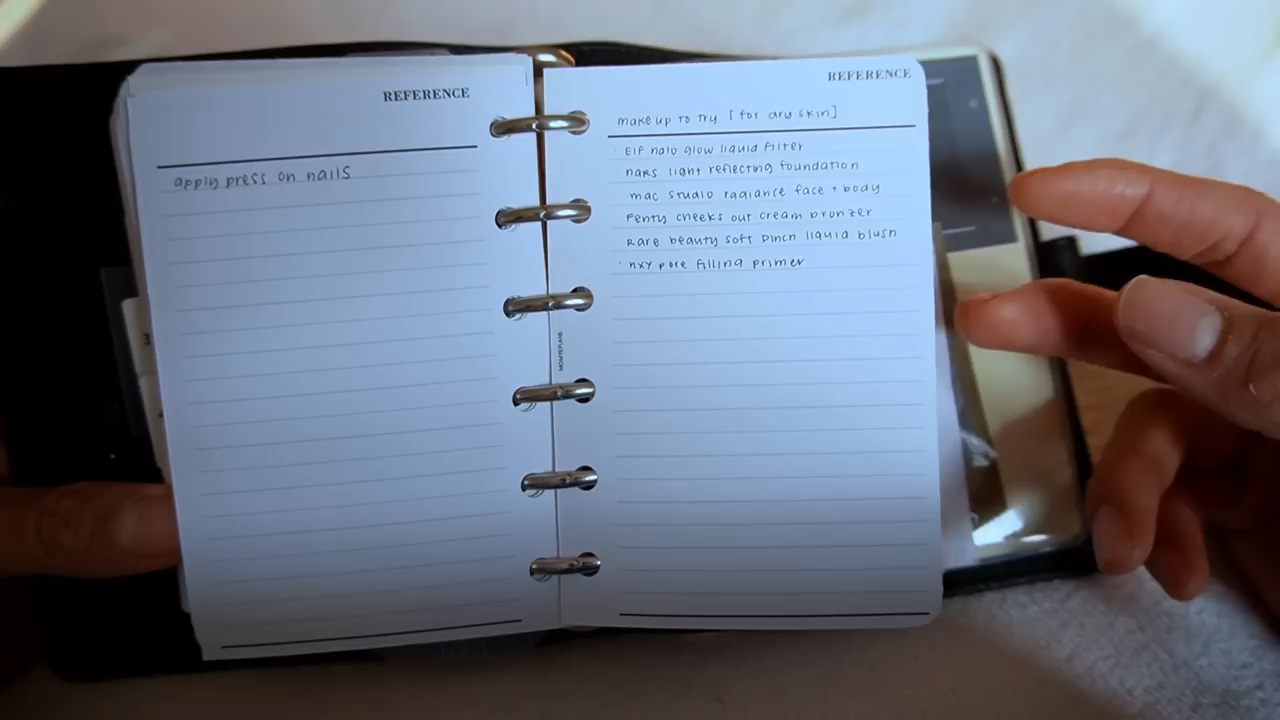 REFERENCE
apply press on nails
REFERENCE
make up to try [for dry skin]
· Elf halo glow liquid filter
· nars light reflecting foundation
mac studio radiance face + body
Fenty cheeks out cream bronzer
Rare beauty soft pinch liquid blush
· nxy pore filling primer